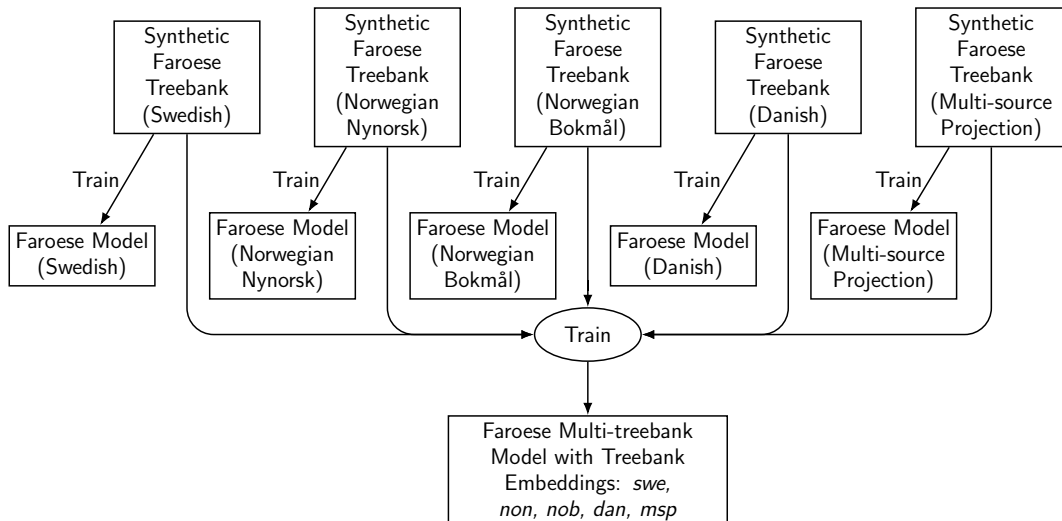 Synthetic
Faroese
Treebank
(Swedish)
Synthetic
Faroese
Treebank
(Norwegian
Nynorsk)
Synthetic
Faroese
Treebank
(Norwegian
Bokmål)
Synthetic
Faroese
Treebank
(Danish)
Synthetic
Faroese
Treebank
(Multi-source
Projection)
Train
Train
Train
Train
Train
Faroese Model
(Swedish)
Faroese Model
(Norwegian
Nynorsk)
Faroese Model
(Norwegian
Bokmål)
Faroese Model
(Danish)
Faroese Model
(Multi-source
Projection)
Train
Faroese Multi-treebank
Model with Treebank
Embeddings: swe,
non, nob, dan, msp